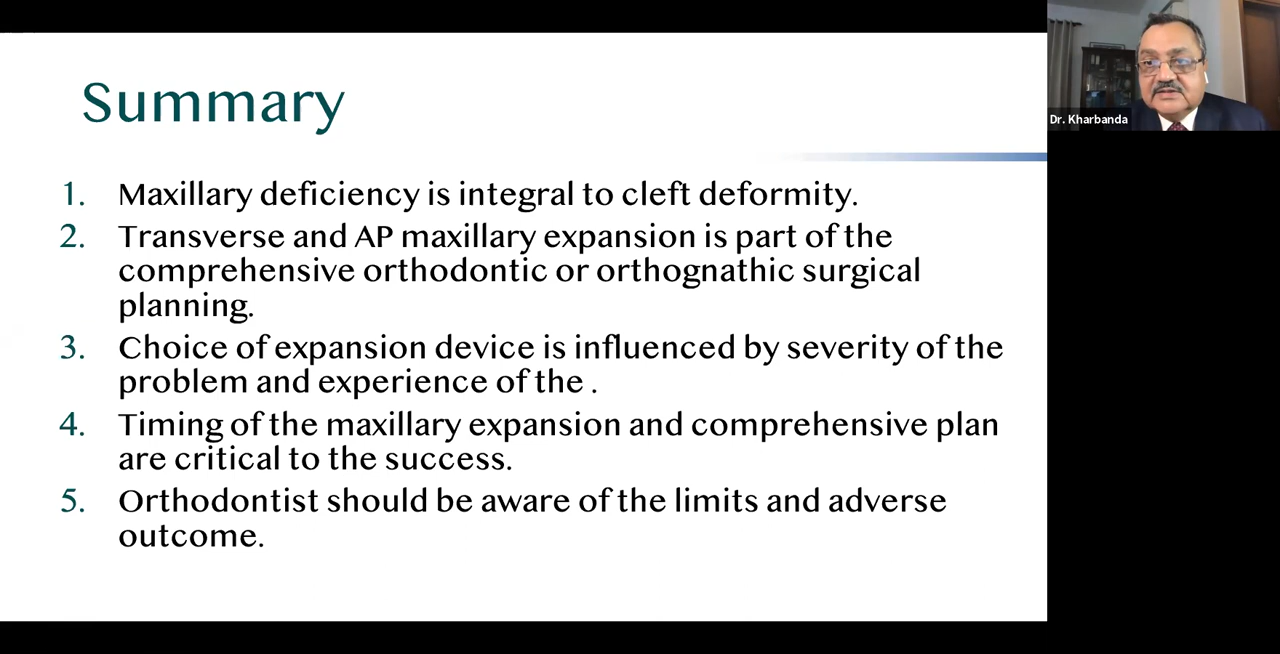 Summary
1. Maxillary deficiency is integral to cleft deformity.
2. Transverse and AP maxillary expansion is part of the
comprehensive orthodontic or orthognathic surgical
planning.
3. Choice of expansion device is influenced by severity of the
problem and experience of the .
4. Timing of the maxillary expansion and comprehensive plan
are critical to the success.
5. Orthodontist should be aware of the limits and adverse
outcome.
Dr. Kharbanda